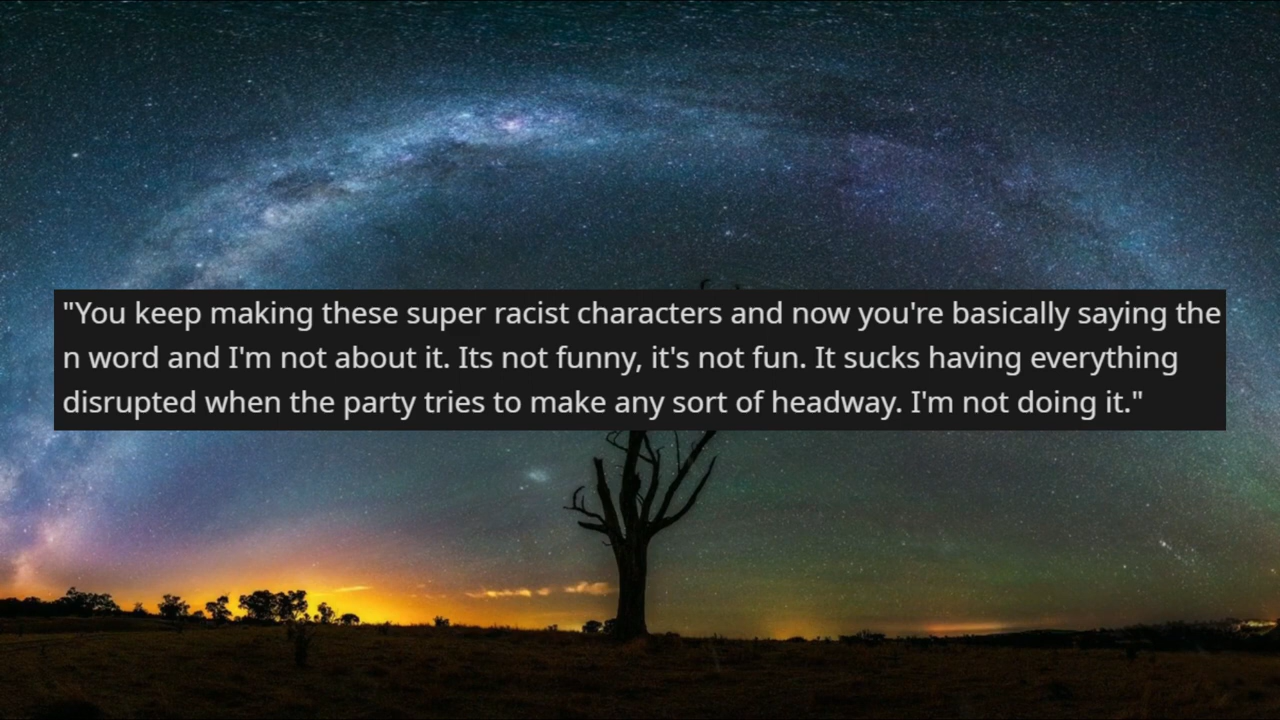 "You keep making these super racist characters and now you're basically saying the
n word and I'm not about it. Its not funny, it's not fun. It sucks having everything
disrupted when the party tries to make any sort of headway. I'm not doing it."